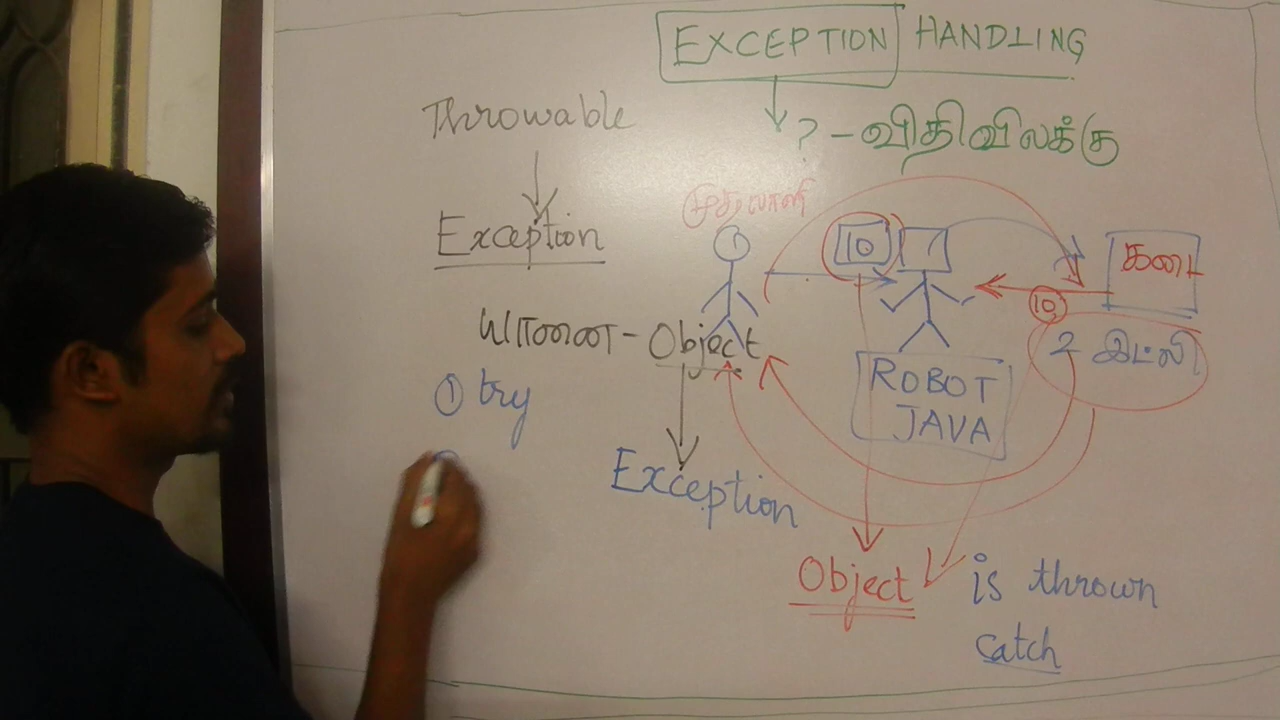 EXCEPTION HANDLING
Throwable
? - விதிவிலக்கு
Exception
முதலாளி
10
கடை
10
யானை - Object
2 இட்லி
① try
ROBOT
JAVA
Exception
Object is thrown
catch